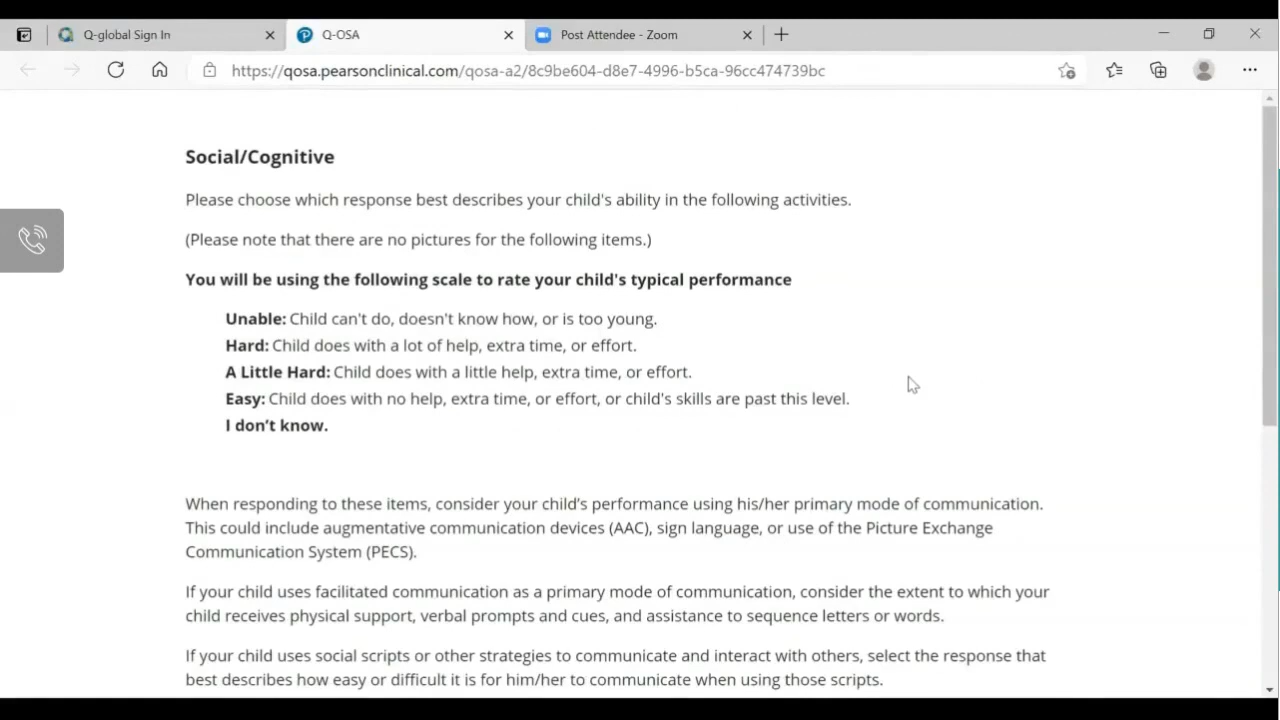 Q-global Sign In
Q-OSA
Post Attendee - Zoom
https://qosa.pearsonclinical.com/qosa-a2/8c9be604-d8e7-4996-b5ca-96cc474739bc
Social/Cognitive
Please choose which response best describes your child's ability in the following activities.
(Please note that there are no pictures for the following items.)
You will be using the following scale to rate your child's typical performance
Unable: Child can't do, doesn't know how, or is too young.
Hard: Child does with a lot of help, extra time, or effort.
A Little Hard: Child does with a little help, extra time, or effort.
Easy: Child does with no help, extra time, or effort, or child's skills are past this level.
I don’t know.
When responding to these items, consider your child’s performance using his/her primary mode of communication.
This could include augmentative communication devices (AAC), sign language, or use of the Picture Exchange
Communication System (PECS).
If your child uses facilitated communication as a primary mode of communication, consider the extent to which your
child receives physical support, verbal prompts and cues, and assistance to sequence letters or words.
If your child uses social scripts or other strategies to communicate and interact with others, select the response that
best describes how easy or difficult it is for him/her to communicate when using those scripts.